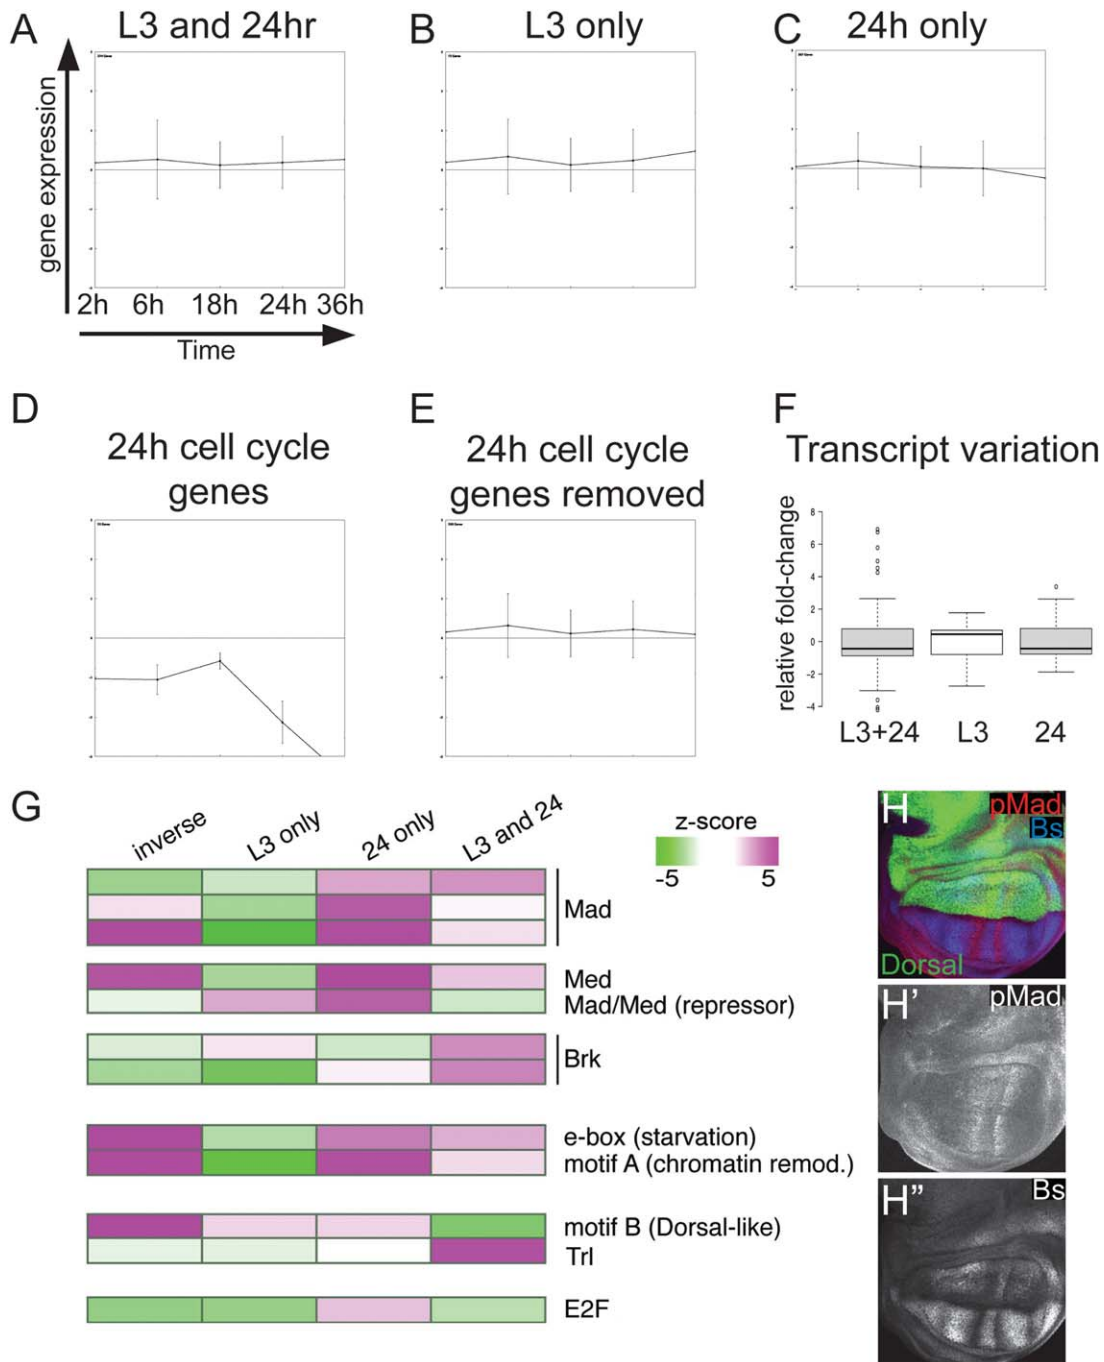 A
L3 and 24hr
B
L3 only
C
24h only
gene expression
2h 6h 18h 24h 36h
Time
D
24h cell cycle
genes
E
24h cell cycle
genes removed
F
Transcript variation
relative fold-change
8
6
4
2
0
-2
-4
L3+24 L3 24
G
inverse L3 only 24 only L3 and 24
z-score
-5 5
Mad
Med
Mad/Med (repressor)
Brk
e-box (starvation)
motif A (chromatin remod.)
motif B (Dorsal-like)
Trl
E2F
H pMad
Bs
Dorsal
H' pMad
H" Bs